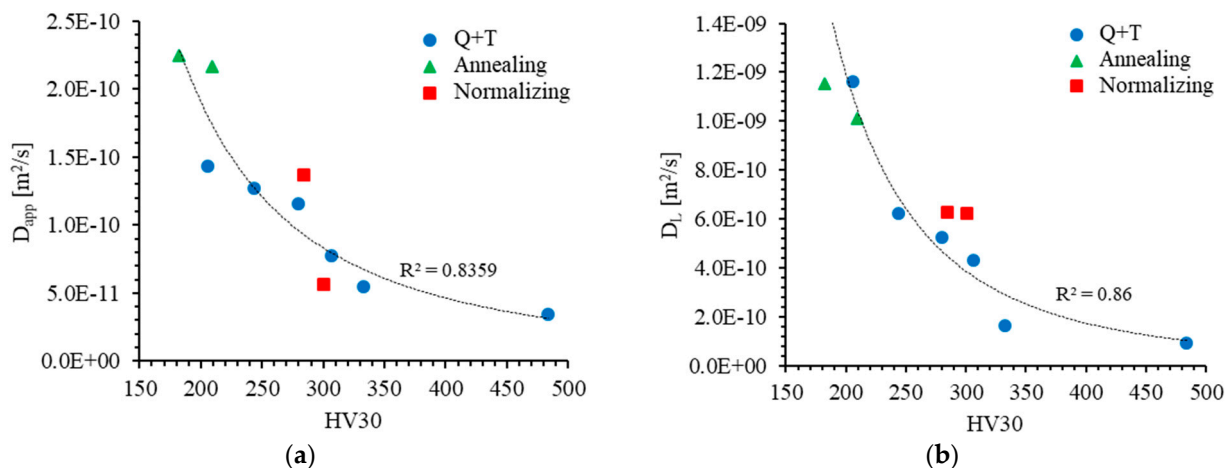 2.5E-10
2.0E-10
1.5E-10
1.0E-10
5.0E-11
0.0E+00
D_app [m²/s]
Q+T
Annealing
Normalizing
R² = 0.8359
150 200 250 300 350 400 450 500
HV30
(a)
1.4E-09
1.2E-09
1.0E-09
8.0E-10
6.0E-10
4.0E-10
2.0E-10
0.0E+00
D_L [m²/s]
Q+T
Annealing
Normalizing
R² = 0.86
150 200 250 300 350 400 450 500
HV30
(b)